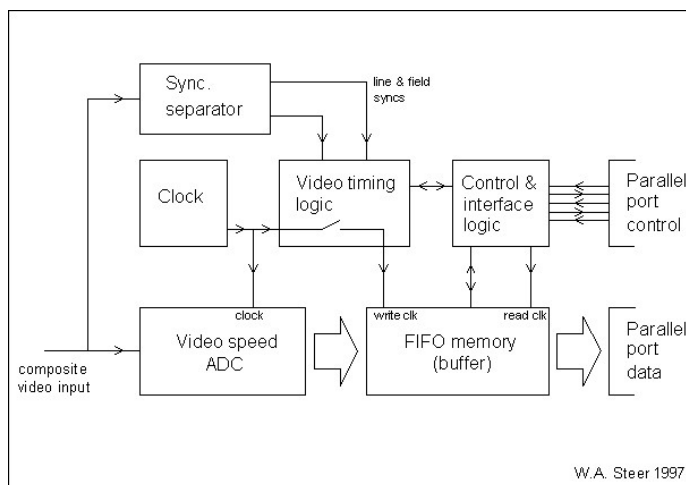 Sync.
separator
line & field
syncs
Clock
Video timing
logic
Control &
interface
logic
Parallel
port
control
clock
write clk
read clk
Video speed
ADC
FIFO memory
(buffer)
Parallel
port
data
composite
video input
W.A. Steer 1997